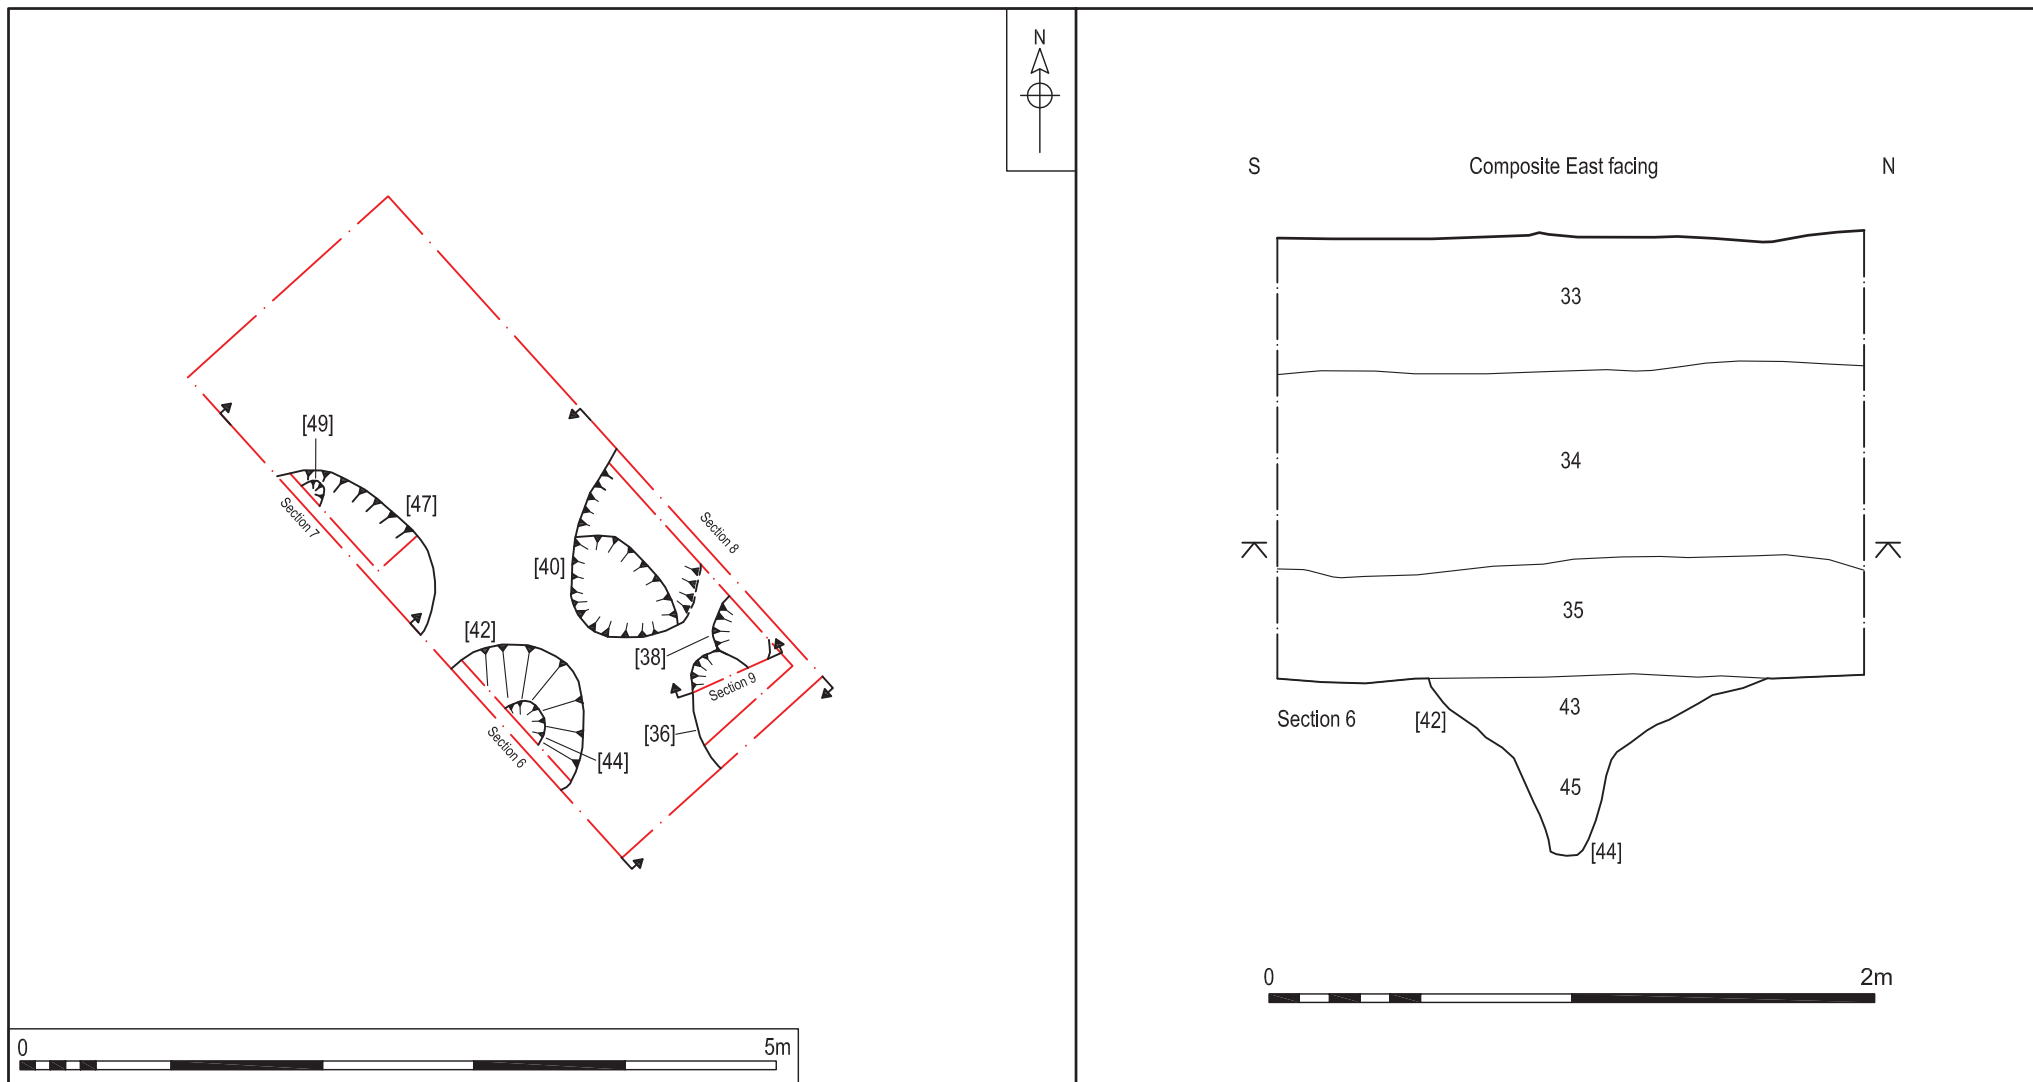 N
[49]
[47]
Section 7
[42]
Section 6
[44]
[40]
Section 8
[38]
Section 9
[36]
0 5m
S Composite East facing N
33
34
35
43
Section 6 [42]
45
[44]
0 2m